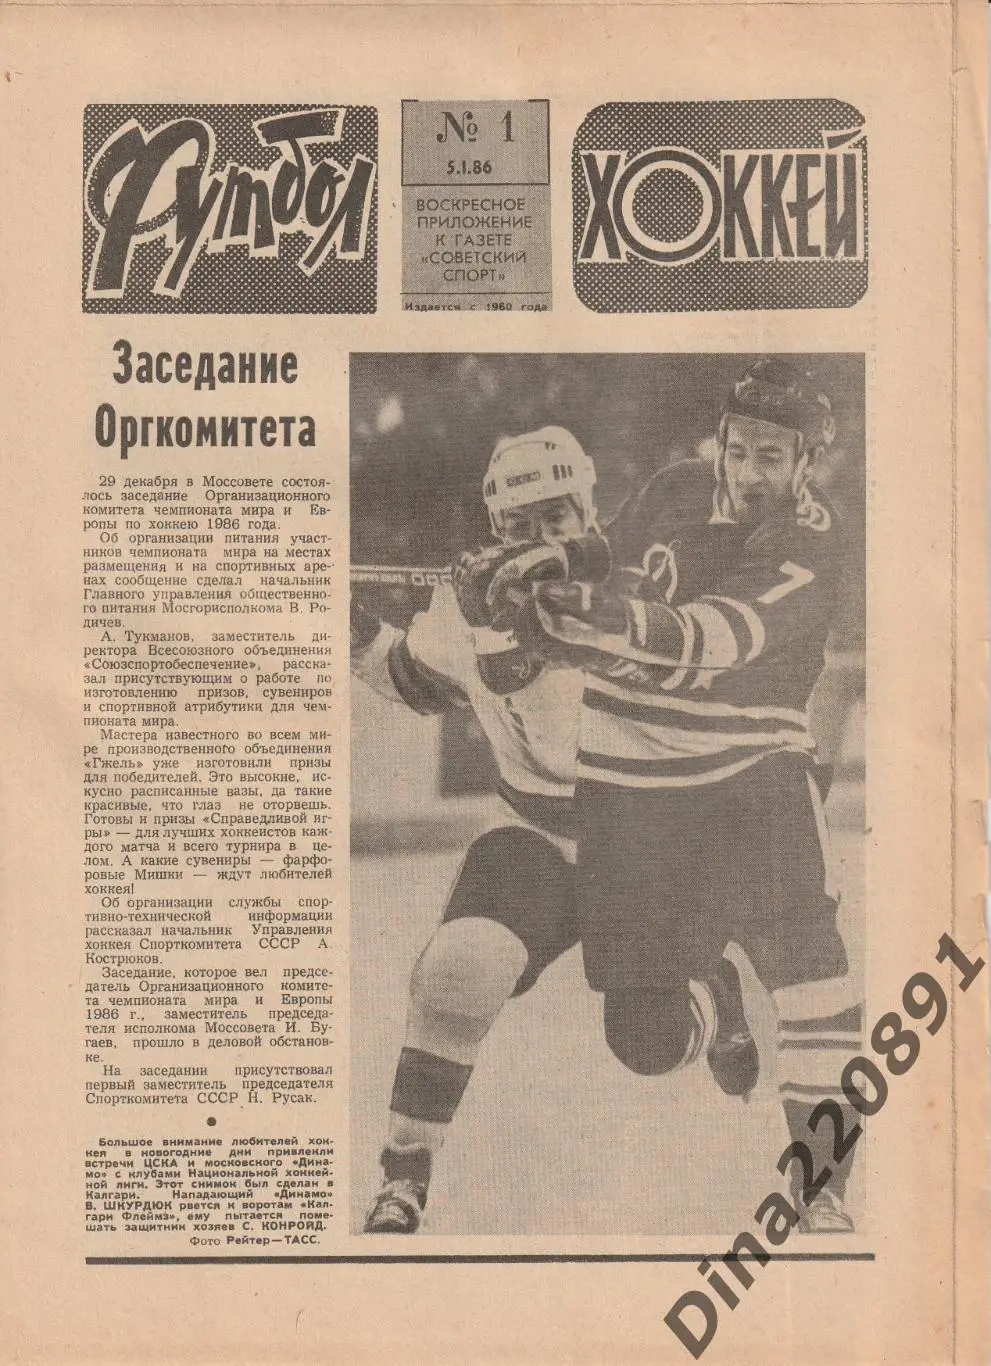 Футбол
№ 1
5.I.86
ВОСКРЕСНОЕ
ПРИЛОЖЕНИЕ
К ГАЗЕТЕ
«СОВЕТСКИЙ
СПОРТ»
Издается с 1960 года
ХОККЕЙ
Заседание
Оргкомитета
29 декабря в Моссовете состоя-
лось заседание Организационного
комитета чемпионата мира и Ев-
ропы по хоккею 1986 года.
Об организации питания участ-
ников чемпионата мира на местах
размещения и на спортивных аре-
нах сообщение сделал начальник
Главного управления общественно-
го питания Мосгорисполкома В. Ро-
дичев.
А. Тукманов, заместитель ди-
ректора Всесоюзного объединения
«Союзспортобеспечение», расска-
зал присутствующим о работе по
изготовлению призов, сувениров
и спортивной атрибутики для чем-
пионата мира.
Мастера известного во всем ми-
ре производственного объединения
«Гжель» уже изготовили призы
для победителей. Это высокие, ис-
кусно расписанные вазы, да такие
красивые, что глаз не оторвешь.
Готовы и призы «Справедливой иг-
ры» — для лучших хоккеистов каж-
дого матча и всего турнира в це-
лом. А какие сувениры — фарфо-
ровые Мишки — ждут любителей
хоккея!
Об организации службы спор-
тивно-технической информации
рассказал начальник Управления
хоккея Спорткомитета СССР А.
Кострюков.
Заседание, которое вел предсе-
датель Организационного комите-
та чемпионата мира и Европы
1986 г., заместитель председа-
теля исполкома Моссовета И. Бу-
гаев, прошло в деловой обстанов-
ке.
На заседании присутствовал
первый заместитель председателя
Спорткомитета СССР Н. Русак.
Большое внимание любителей хок-
кея в новогодние дни привлекли
встречи ЦСКА и московского «Дина-
мо» с клубами Национальной хоккей-
ной лиги. Этот снимок был сделан в
Калгари. Нападающий «Динамо»
В. ШКУРДЮК рвется к воротам «Кал-
гари Флеймз», ему пытается поме-
шать защитник хозяев С. КОНРОЙД.
Фото Рейтер—ТАСС.
7
Dina220891